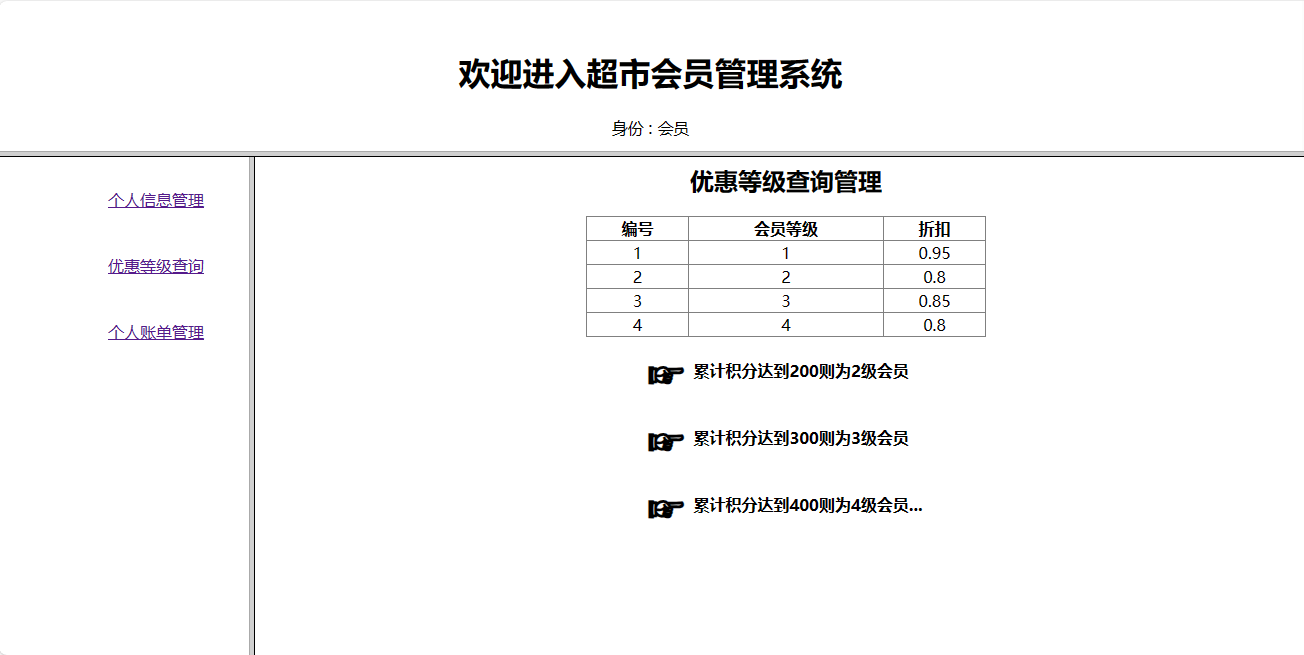 欢迎进入超市会员管理系统
身份：会员
个人信息管理
优惠等级查询
个人账单管理
优惠等级查询管理
编号 会员等级 折扣
1 1 0.95
2 2 0.8
3 3 0.85
4 4 0.8
累计积分达到200则为2级会员
累计积分达到300则为3级会员
累计积分达到400则为4级会员...